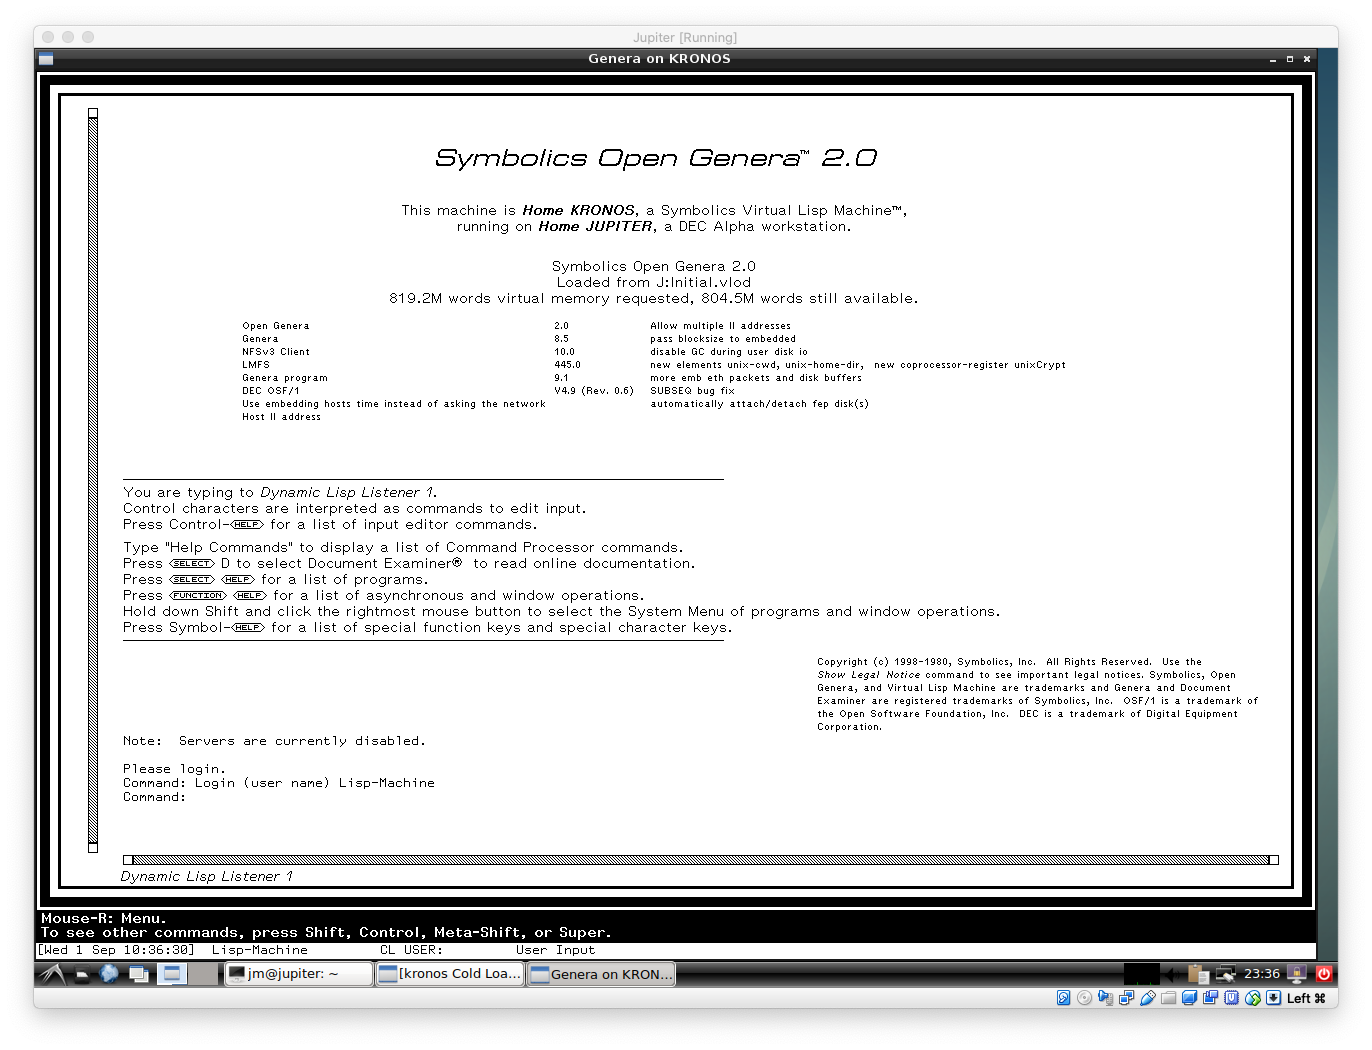 Jupiter [Running]
Genera on KRONOS
Symbolics Open Genera™ 2.0
This machine is Home KRONOS, a Symbolics Virtual Lisp Machine™,
running on Home JUPITER, a DEC Alpha workstation.
Symbolics Open Genera 2.0
Loaded from J:Initial.vlod
819.2M words virtual memory requested, 804.5M words still available.
Open Genera 2.0 Allow multiple II addresses
Genera 8.5 pass blocksize to embedded
NFSv3 Client 10.0 disable GC during user disk io
LMFS 445.0 new elements unix-cwd, unix-home-dir, new coprocessor-register unixCrypt
Genera program 9.1 more emb eth packets and disk buffers
DEC OSF/1 V4.9 (Rev. 0.6) SUBSEQ bug fix
Use embedding hosts time instead of asking the network automatically attach/detach fep disk(s)
Host II address
You are typing to Dynamic Lisp Listener 1.
Control characters are interpreted as commands to edit input.
Press Control-<HELP> for a list of input editor commands.
Type "Help Commands" to display a list of Command Processor commands.
Press <SELECT> D to select Document Examiner® to read online documentation.
Press <SELECT> <HELP> for a list of programs.
Press <FUNCTION> <HELP> for a list of asynchronous and window operations.
Hold down Shift and click the rightmost mouse button to select the System Menu of programs and window operations.
Press Symbol-<HELP> for a list of special function keys and special character keys.
Copyright (c) 1998-1980, Symbolics, Inc. All Rights Reserved. Use the
Show Legal Notice command to see important legal notices. Symbolics, Open
Genera, and Virtual Lisp Machine are trademarks and Genera and Document
Examiner are registered trademarks of Symbolics, Inc. OSF/1 is a trademark of
the Open Software Foundation, Inc. DEC is a trademark of Digital Equipment
Corporation.
Note: Servers are currently disabled.
Please login.
Command: Login (user name) Lisp-Machine
Command:
Dynamic Lisp Listener 1
Mouse-R: Menu.
To see other commands, press Shift, Control, Meta-Shift, or Super.
[Wed 1 Sep 10:36:30] Lisp-Machine CL USER: User Input
jm@jupiter: ~ [kronos Cold Loa... Genera on KRON... 23:36
Left ⌘